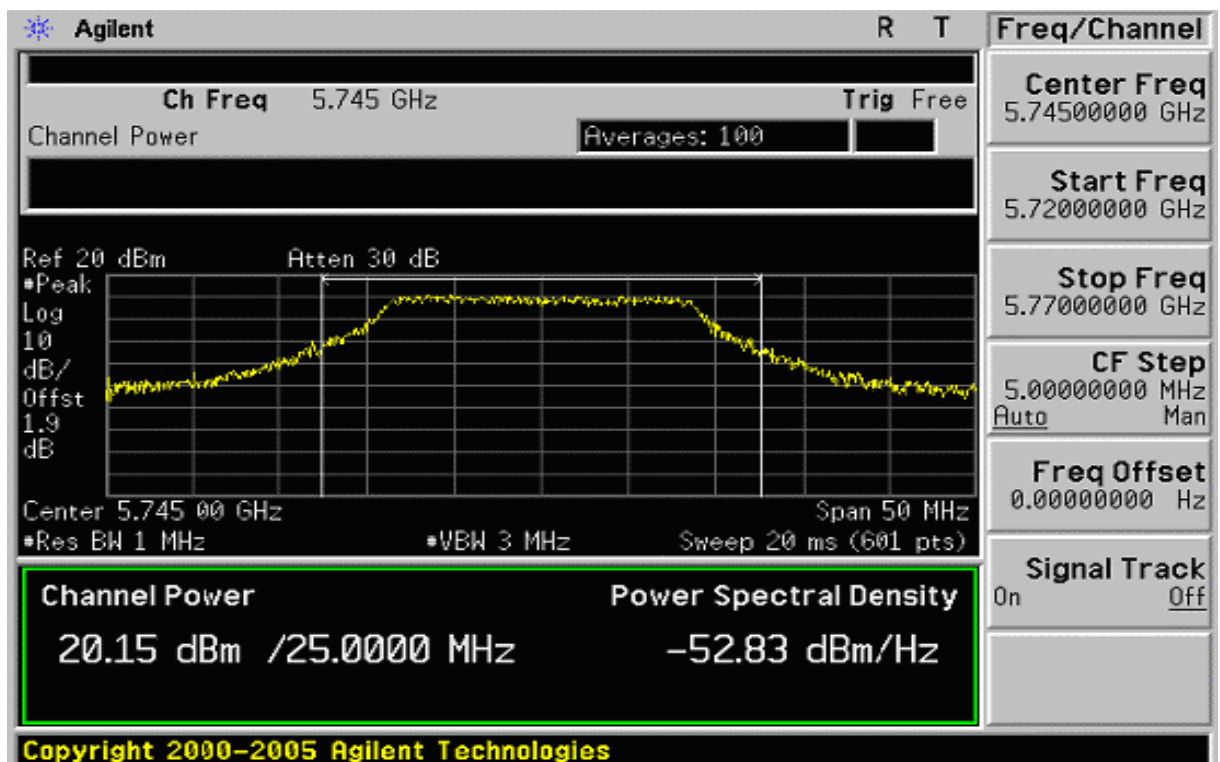 Agilent R T Freq/Channel
Ch Freq 5.745 GHz Trig Free
Channel Power Averages: 100
Ref 20 dBm Atten 30 dB
#Peak
Log
10
dB/
Offst
1.9
dB
Center 5.745 00 GHz Span 50 MHz
#Res BW 1 MHz #VBW 3 MHz Sweep 20 ms (601 pts)
Channel Power Power Spectral Density
20.15 dBm /25.0000 MHz -52.83 dBm/Hz
Copyright 2000-2005 Agilent Technologies
Center Freq
5.74500000 GHz
Start Freq
5.72000000 GHz
Stop Freq
5.77000000 GHz
CF Step
5.00000000 MHz
Auto Man
Freq Offset
0.00000000 Hz
Signal Track
On Off